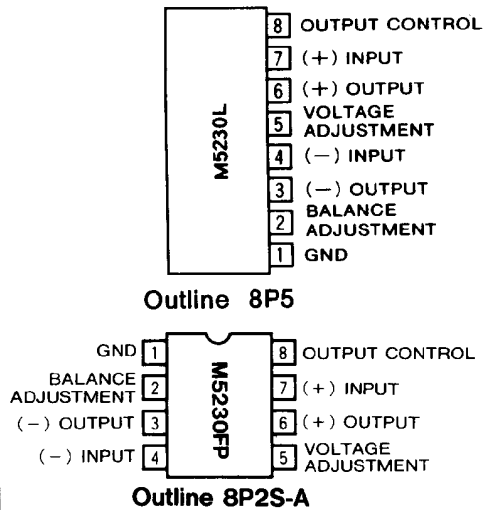 8 OUTPUT CONTROL
7 (+) INPUT
6 (+) OUTPUT
5 VOLTAGE
ADJUSTMENT
4 (−) INPUT
3 (−) OUTPUT
2 BALANCE
ADJUSTMENT
1 GND
M5230L
Outline 8P5
GND 1
BALANCE
ADJUSTMENT 2
(−) OUTPUT 3
(−) INPUT 4
M5230FP
8 OUTPUT CONTROL
7 (+) INPUT
6 (+) OUTPUT
5 VOLTAGE
ADJUSTMENT
Outline 8P2S-A